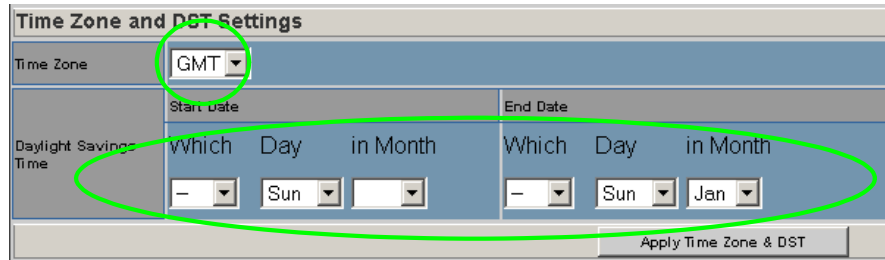 Time Zone and DST Settings
Time Zone GMT
Start Date End Date
Daylight Savings Time
Which Day in Month Which Day in Month
– Sun – Sun Jan
Apply Time Zone & DST